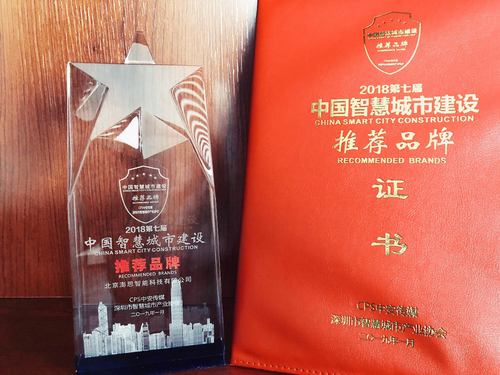 中国智慧城市建设
推荐品牌
2018第七届
中国智慧城市建设
CHINA SMART CITY CONSTRUCTION
推荐品牌
RECOMMENDED BRANDS
北京澎思智能科技有限公司
CPS中安传媒
深圳市智慧城市产业协会
二〇一九年一月
中国智慧城市建设
推荐品牌
2018第七届
中国智慧城市建设
CHINA SMART CITY CONSTRUCTION
推荐品牌
RECOMMENDED BRANDS
证
书
CPS中安传媒
深圳市智慧城市产业协会
二〇一九年一月